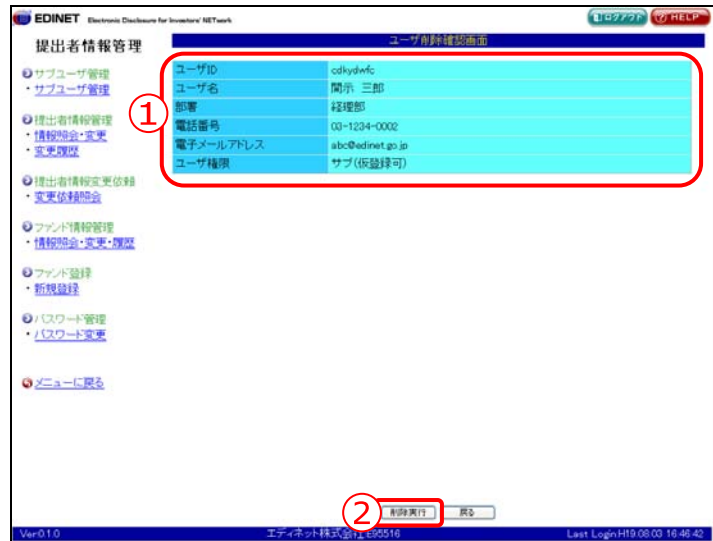 EDINET Electronic Disclosure for Investors' NETwork
ログアウト
HELP
提出者情報管理
ユーザ削除確認画面
サブユーザ管理
・サブユーザ管理
提出者情報管理
・情報照会・変更
・変更履歴
提出者情報変更依頼
・変更依頼照会
ファンド情報管理
・情報照会・変更・履歴
ファンド登録
・新規登録
パスワード管理
・パスワード変更
メニューに戻る
①
ユーザID cdkydwfc
ユーザ名 開示 三郎
部署 経理部
電話番号 03-1234-0002
電子メールアドレス abc@edinet.go.jp
ユーザ権限 サブ(仮登録可)
②
削除実行 戻る
Ver0.1.0
エディネット株式会社 E95516
Last Login H19.08.03 16:46:42